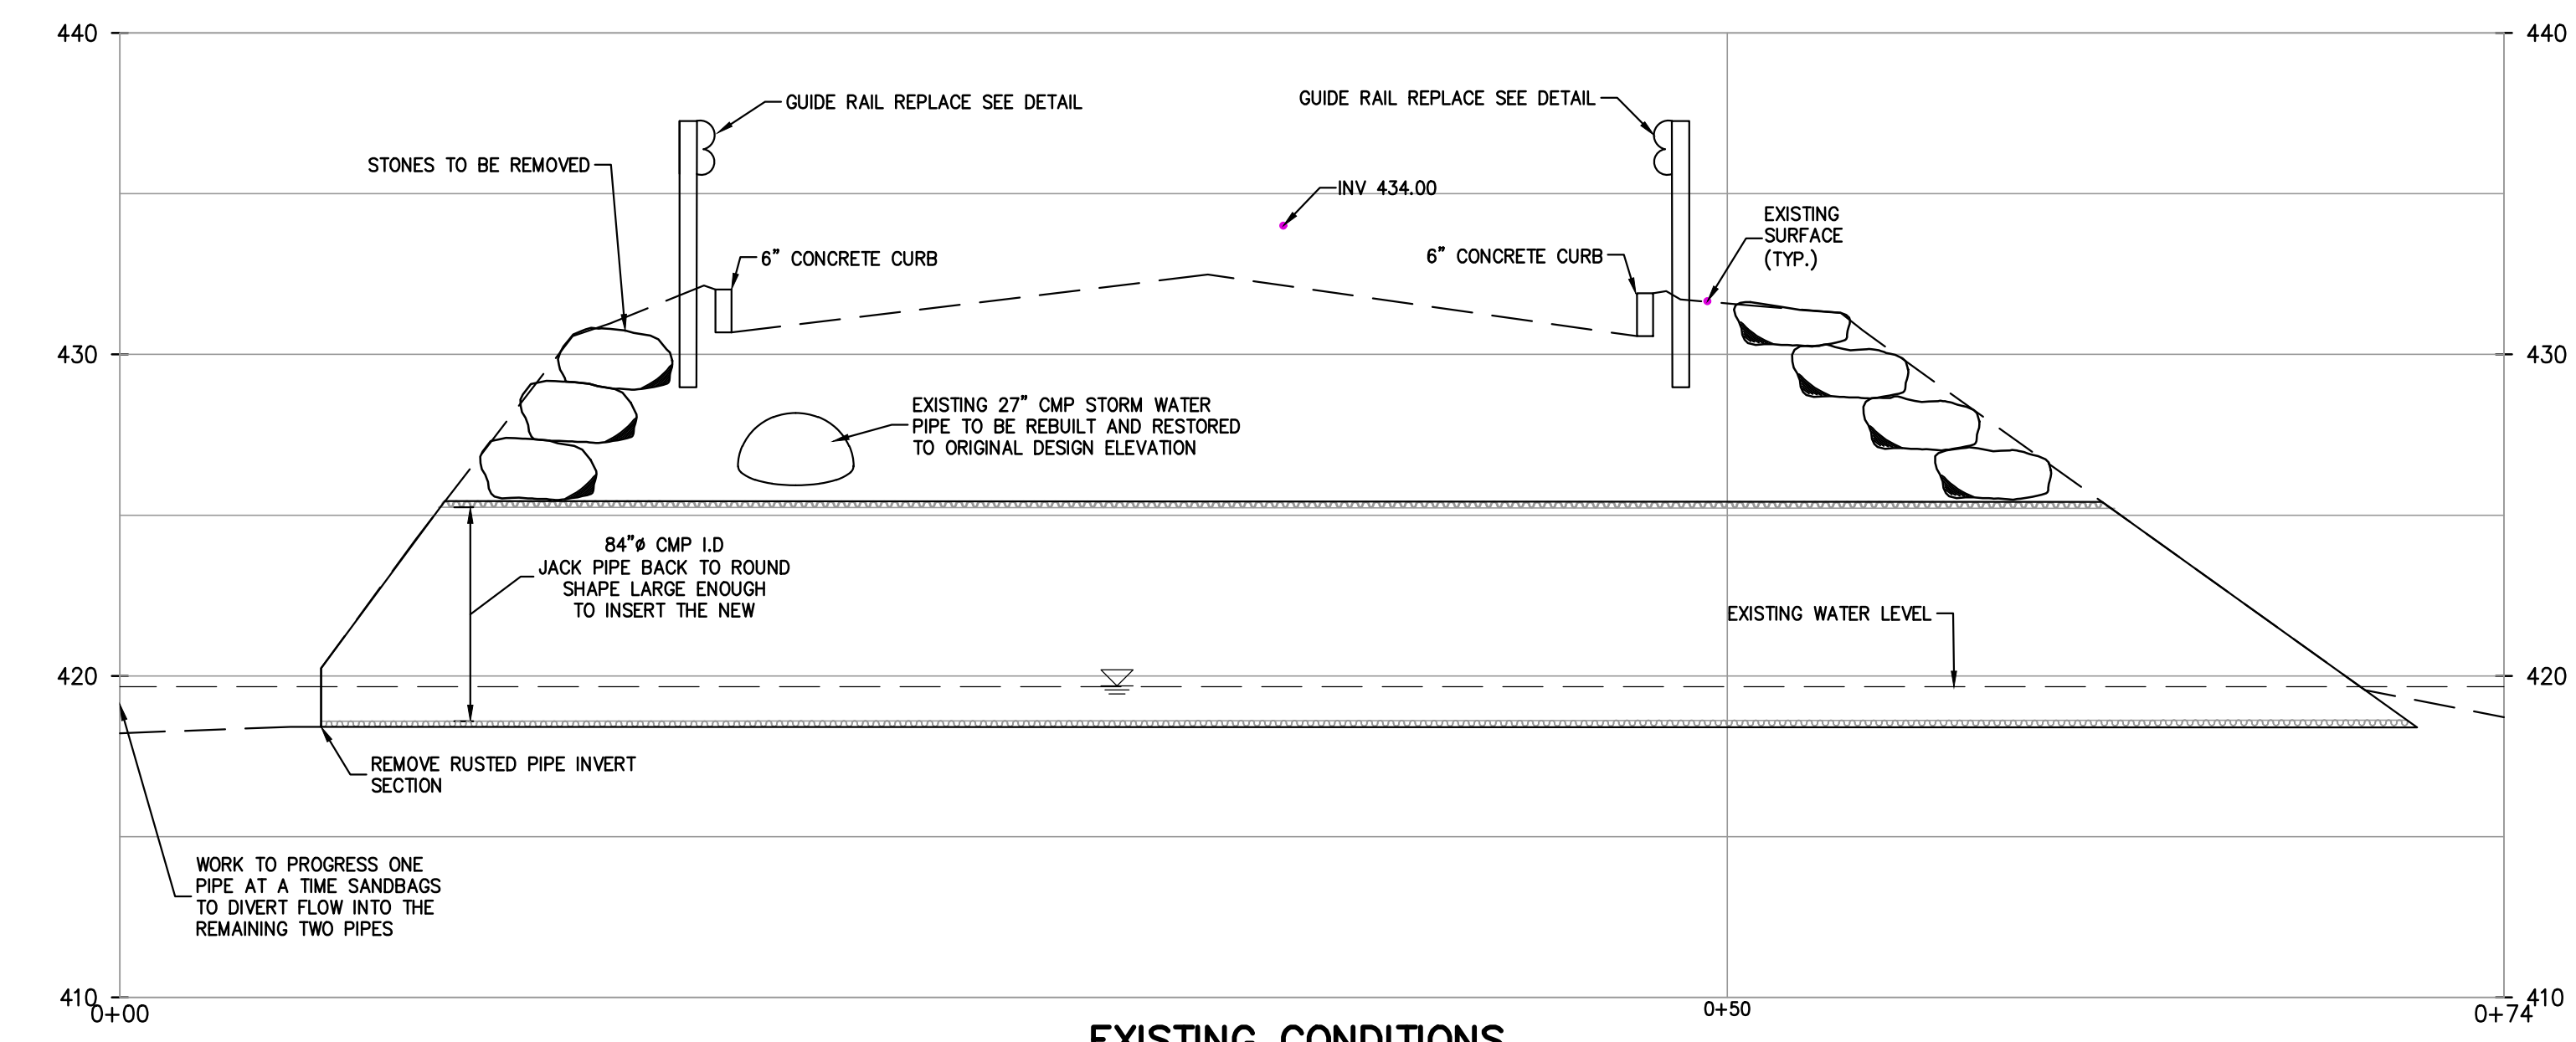 440
440
GUIDE RAIL REPLACE SEE DETAIL
GUIDE RAIL REPLACE SEE DETAIL
STONES TO BE REMOVED
INV 434.00
EXISTING
SURFACE
(TYP.)
6" CONCRETE CURB
6" CONCRETE CURB
430
430
EXISTING 27" CMP STORM WATER
PIPE TO BE REBUILT AND RESTORED
TO ORIGINAL DESIGN ELEVATION
84"ø CMP I.D
JACK PIPE BACK TO ROUND
SHAPE LARGE ENOUGH
TO INSERT THE NEW
EXISTING WATER LEVEL
420
420
REMOVE RUSTED PIPE INVERT
SECTION
WORK TO PROGRESS ONE
PIPE AT A TIME SANDBAGS
TO DIVERT FLOW INTO THE
REMAINING TWO PIPES
410
410
0+00
0+50
0+74
EXISTING CONDITIONS